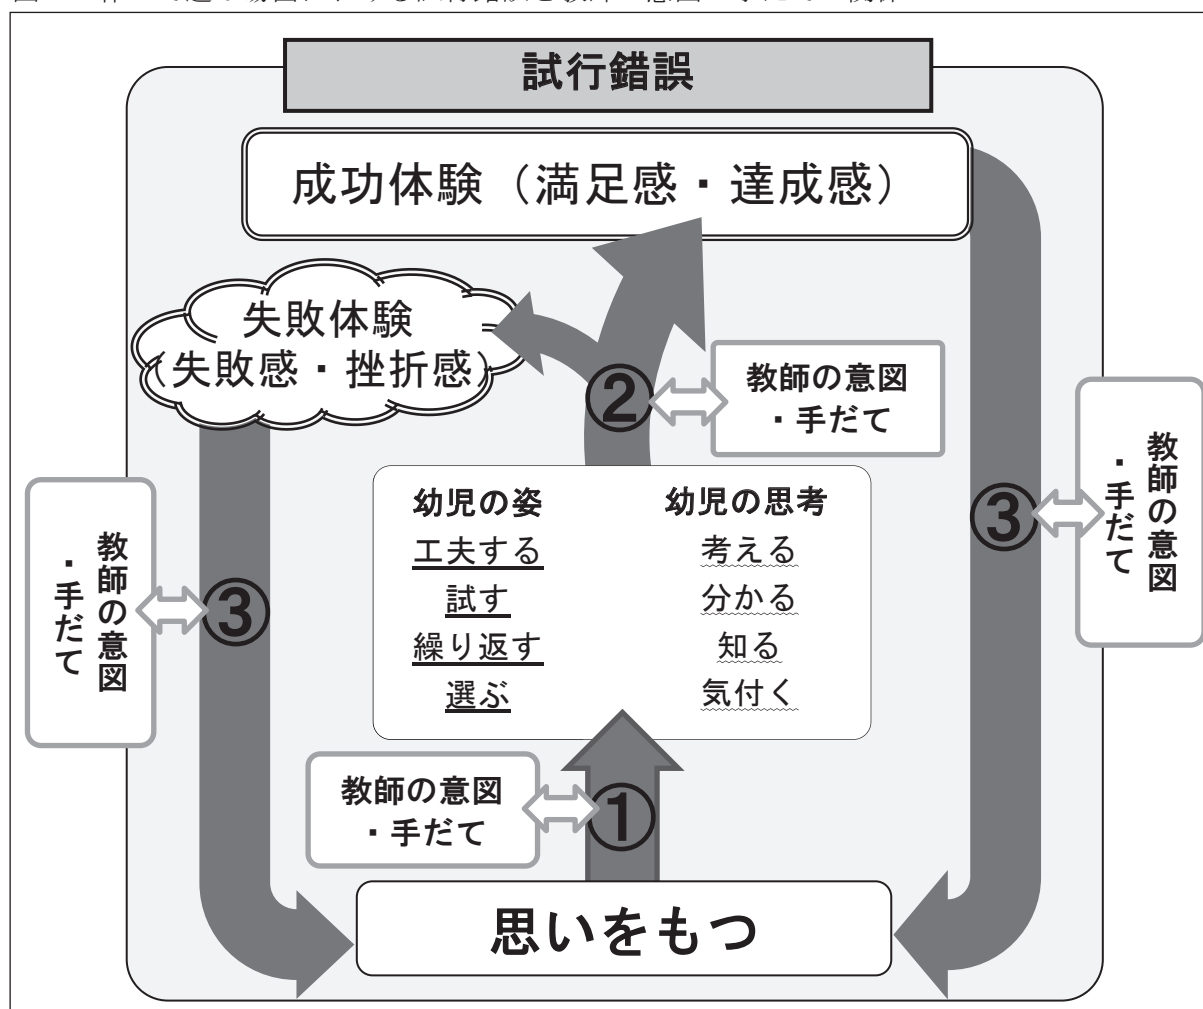 試行錯誤
成功体験（満足感・達成感）
失敗体験
（失敗感・挫折感）
②
教師の意図
・手だて
幼児の姿
工夫する
試す
繰り返す
選ぶ
幼児の思考
考える
分かる
知る
気付く
③
教師の意図
・手だて
③
教師の意図
・手だて
①
教師の意図
・手だて
思いをもつ